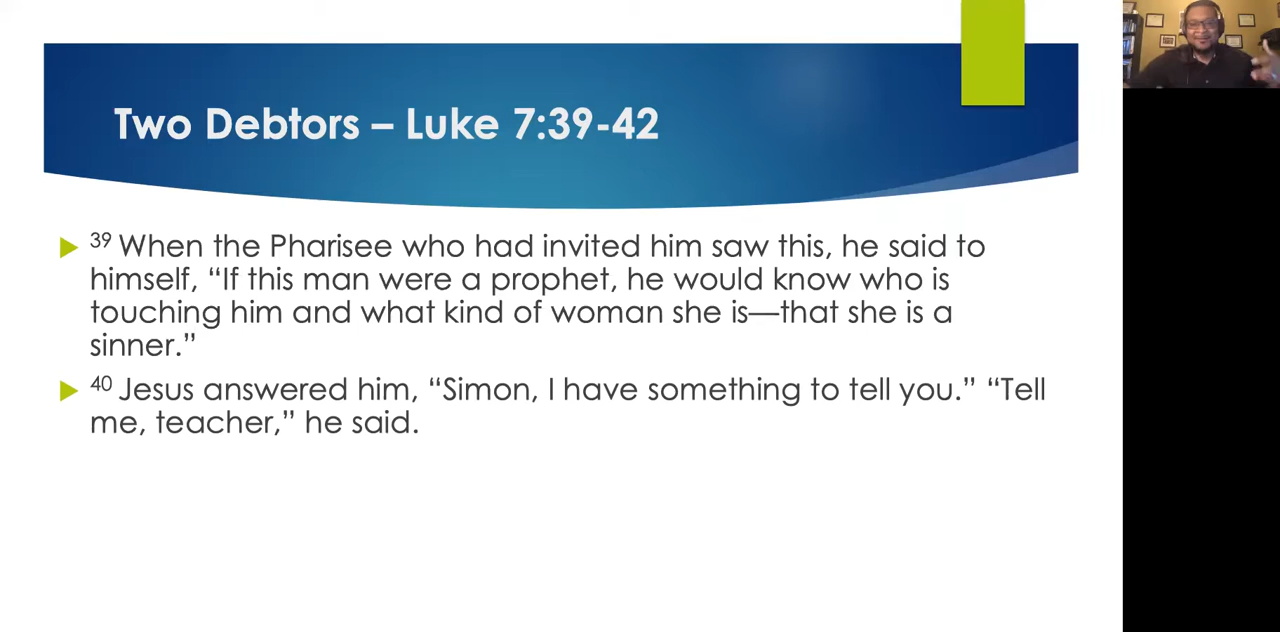 Two Debtors – Luke 7:39-42
39 When the Pharisee who had invited him saw this, he said to
himself, “If this man were a prophet, he would know who is
touching him and what kind of woman she is—that she is a
sinner.”
40 Jesus answered him, “Simon, I have something to tell you.” “Tell
me, teacher,” he said.